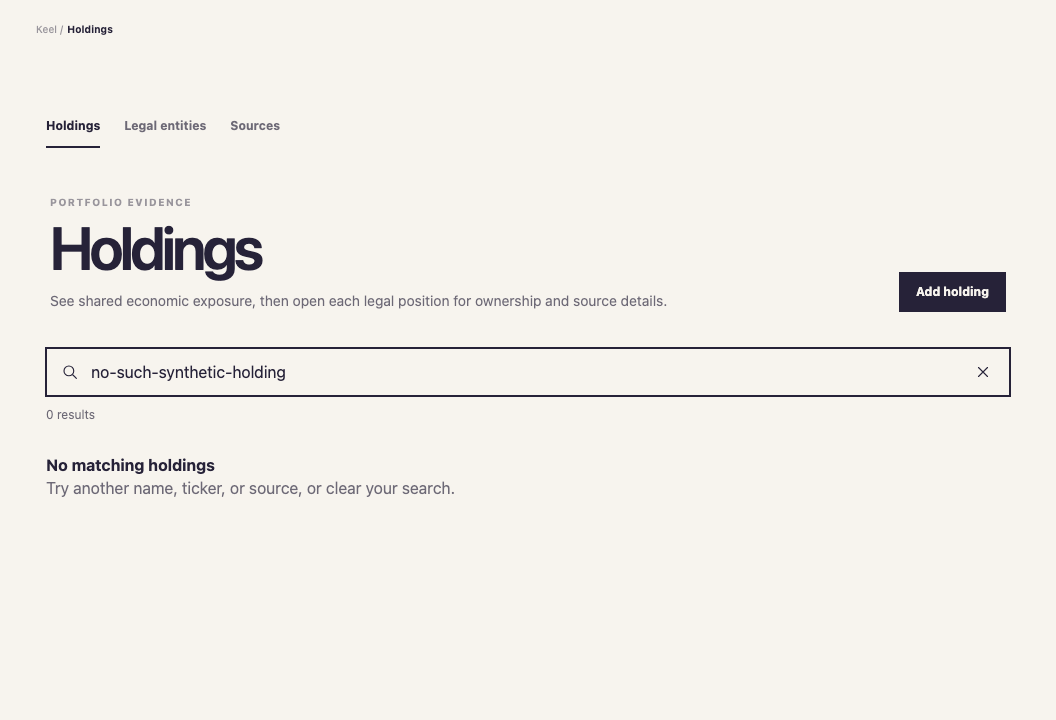 Keel / Holdings
Holdings Legal entities Sources
PORTFOLIO EVIDENCE
Holdings
See shared economic exposure, then open each legal position for ownership and source details.
Add holding
no-such-synthetic-holding
0 results
No matching holdings
Try another name, ticker, or source, or clear your search.